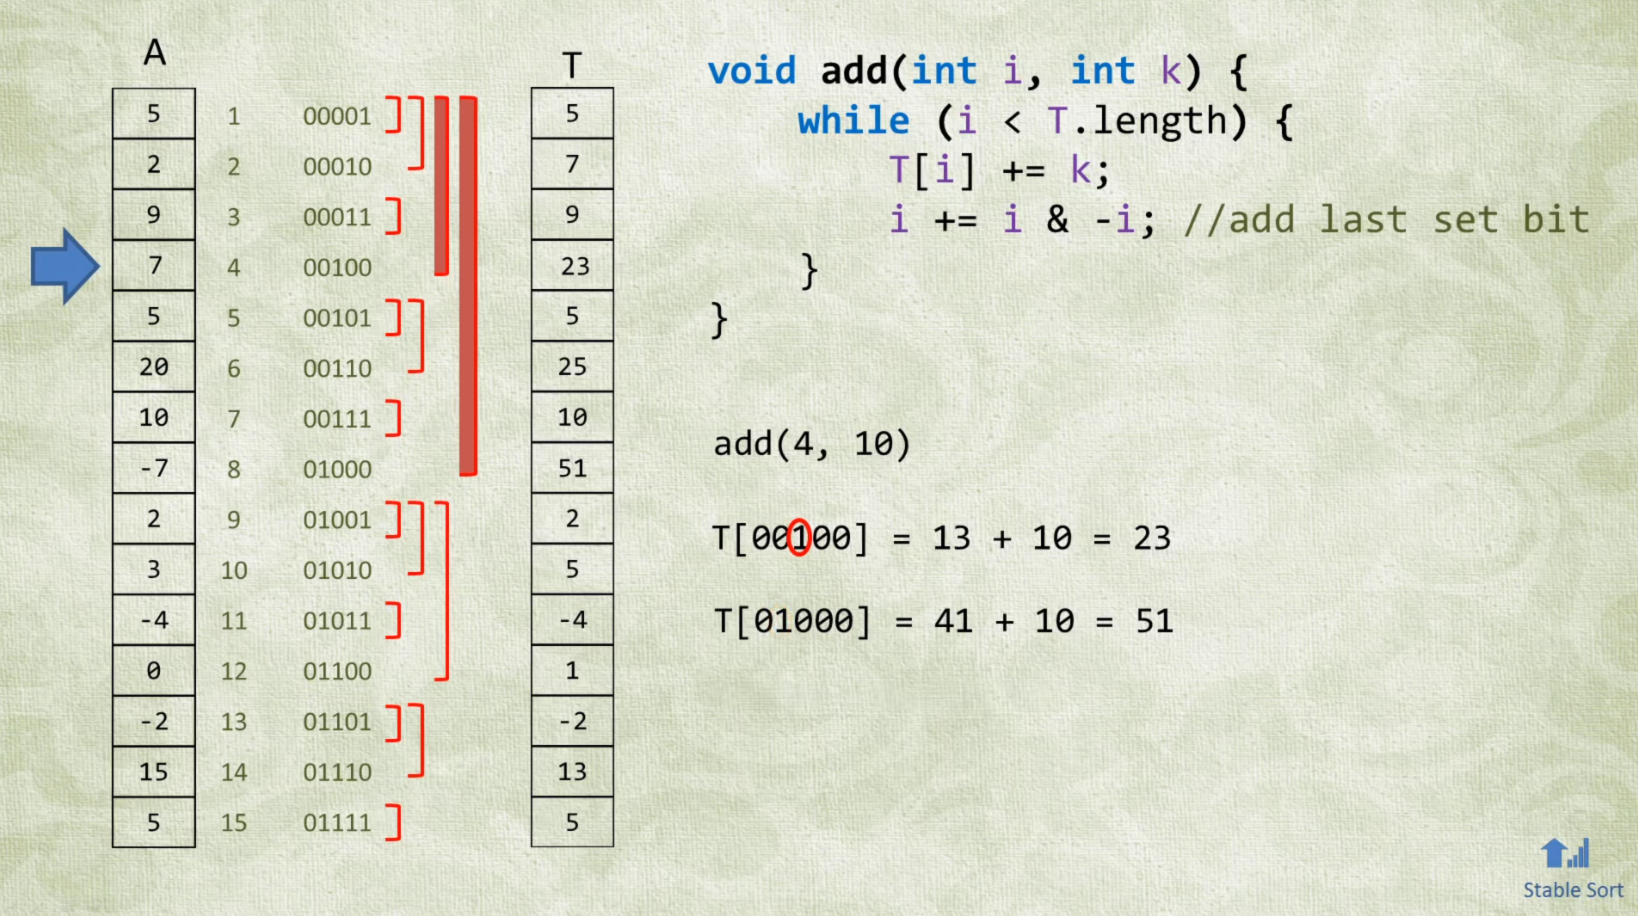 A
T
5 1 00001 5
2 2 00010 7
9 3 00011 9
7 4 00100 23
5 5 00101 5
20 6 00110 25
10 7 00111 10
-7 8 01000 51
2 9 01001 2
3 10 01010 5
-4 11 01011 -4
0 12 01100 1
-2 13 01101 -2
15 14 01110 13
5 15 01111 5
void add(int i, int k) {
while (i < T.length) {
T[i] += k;
i += i & -i; //add last set bit
}
}
add(4, 10)
T[00100] = 13 + 10 = 23
T[01000] = 41 + 10 = 51
Stable Sort